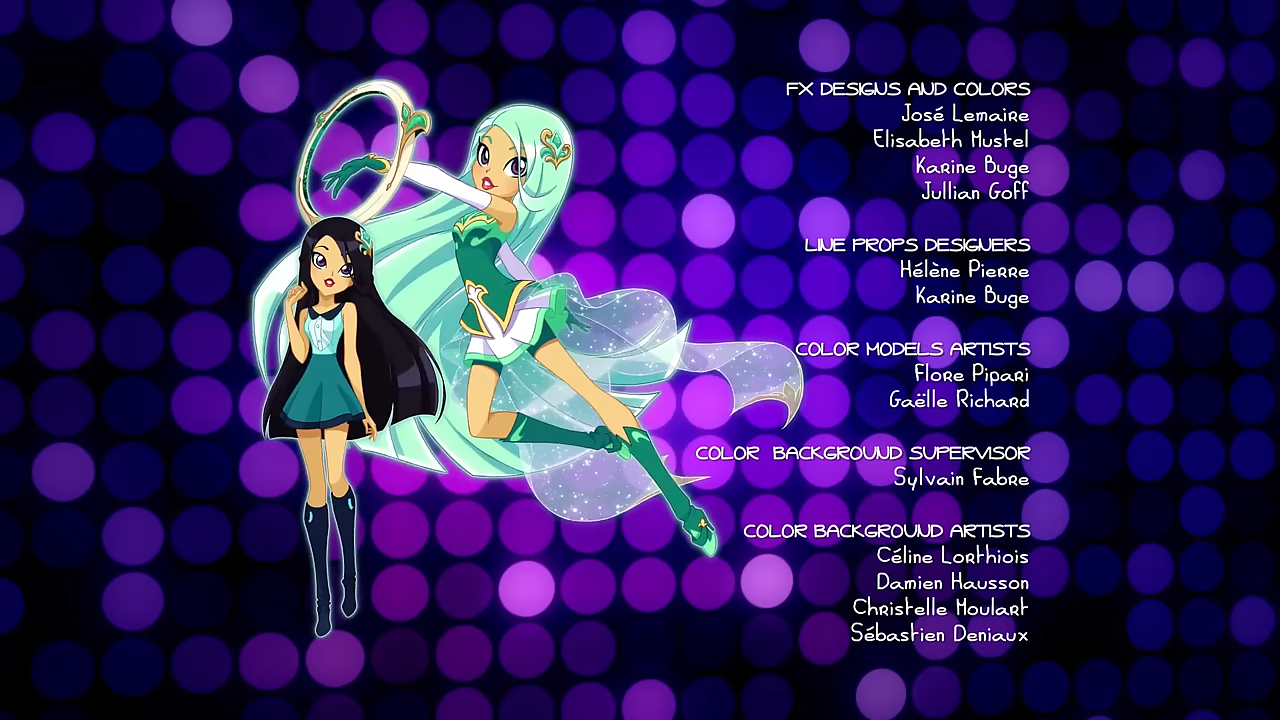 FX DESIGNS AND COLORS
José Lemaire
Elisabeth Mustel
Karine Buge
Jullian Goff
LINE PROPS DESIGNERS
Hélène Pierre
Karine Buge
COLOR MODELS ARTISTS
Flore Pipari
Gaëlle Richard
COLOR BACKGROUND SUPERVISOR
Sylvain Fabre
COLOR BACKGROUND ARTISTS
Céline Lorthiois
Damien Hausson
Christelle Moulart
Sébastien Deniaux